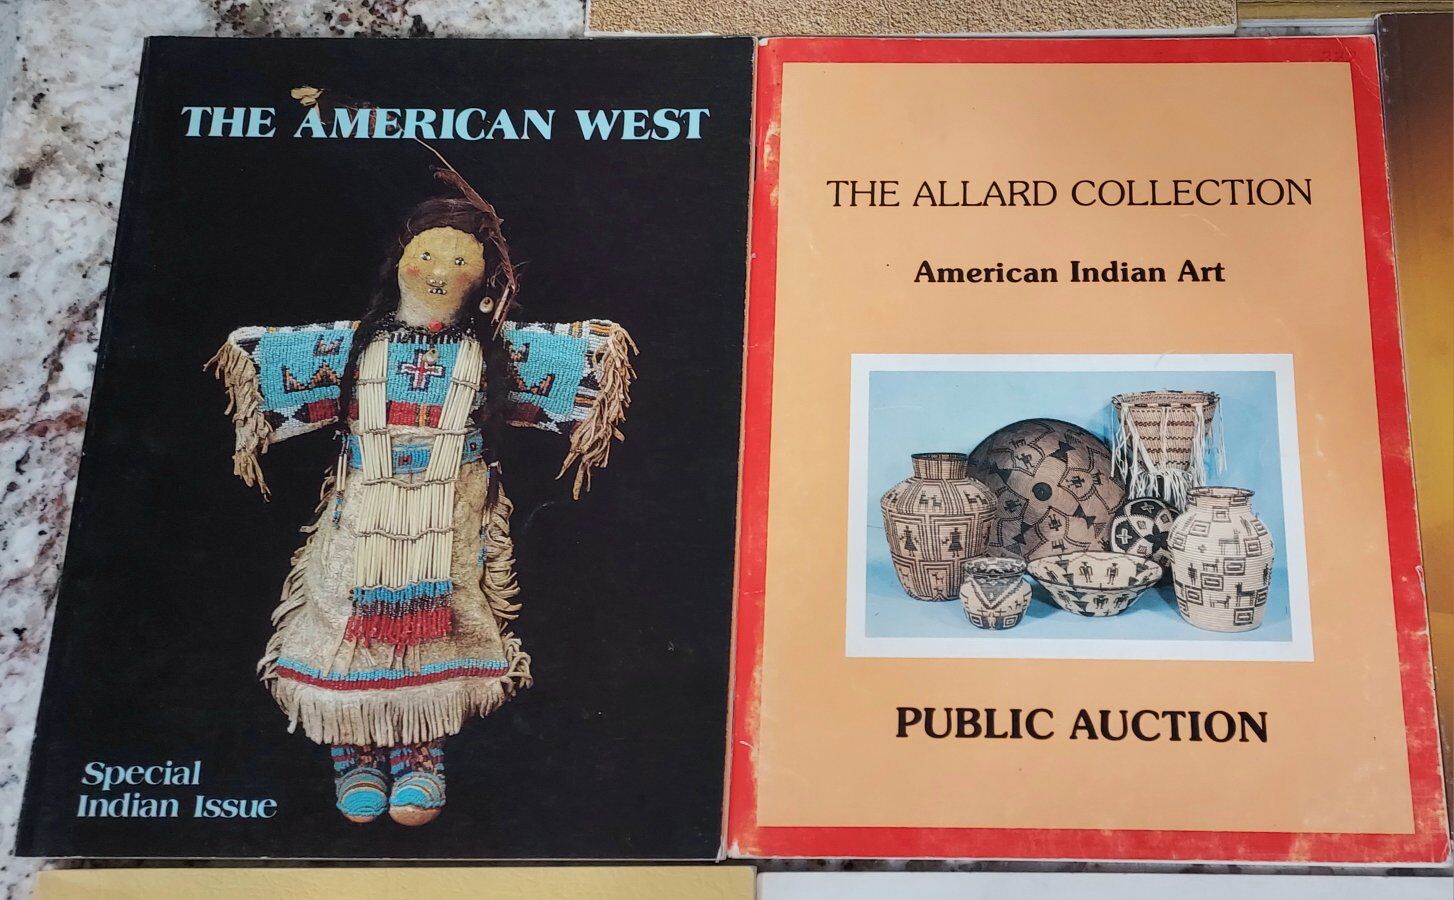 THE AMERICAN WEST
Special
Indian Issue
THE ALLARD COLLECTION
American Indian Art
PUBLIC AUCTION